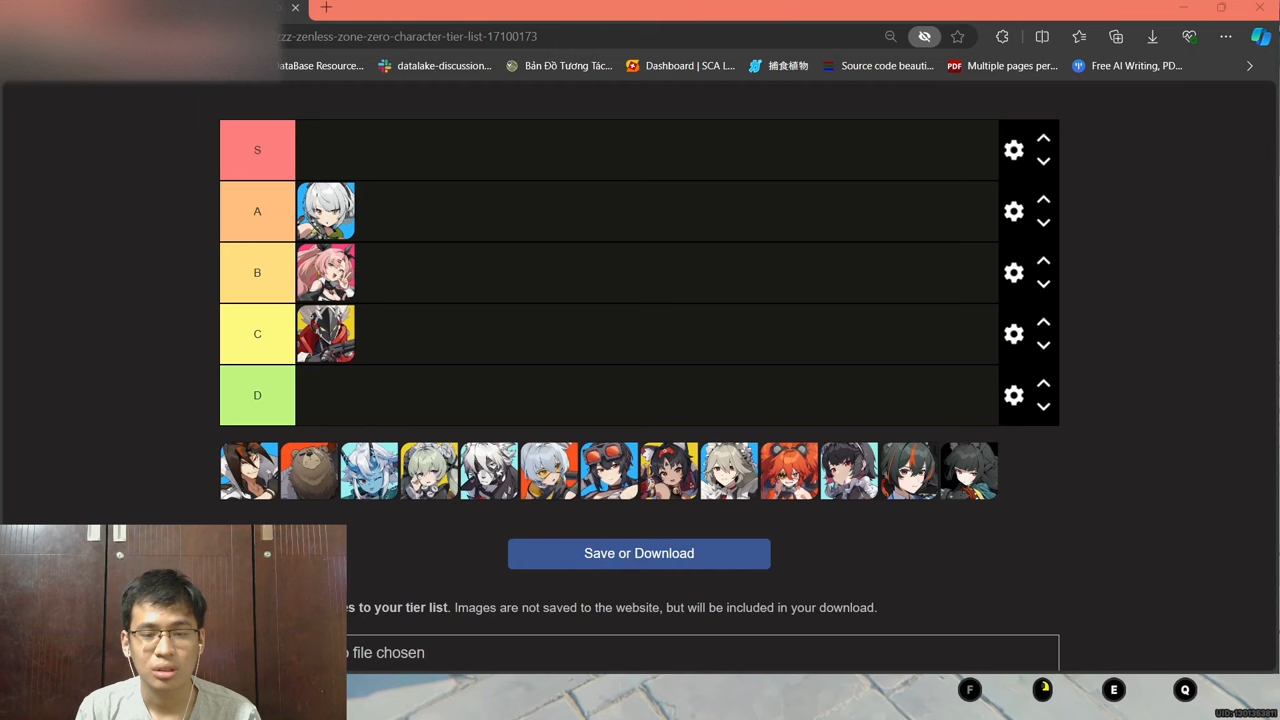 zzz-zenless-zone-zero-character-tier-list-17100173
DataBase Resource...
datalake-discussion...
Bản Đồ Tương Tác...
Dashboard | SCA L...
捕食植物
Source code beauti...
PDF
Multiple pages per...
Free AI Writing, PD...
S
A
B
C
D
Save or Download
es to your tier list. Images are not saved to the website, but will be included in your download.
o file chosen
F
E
Q